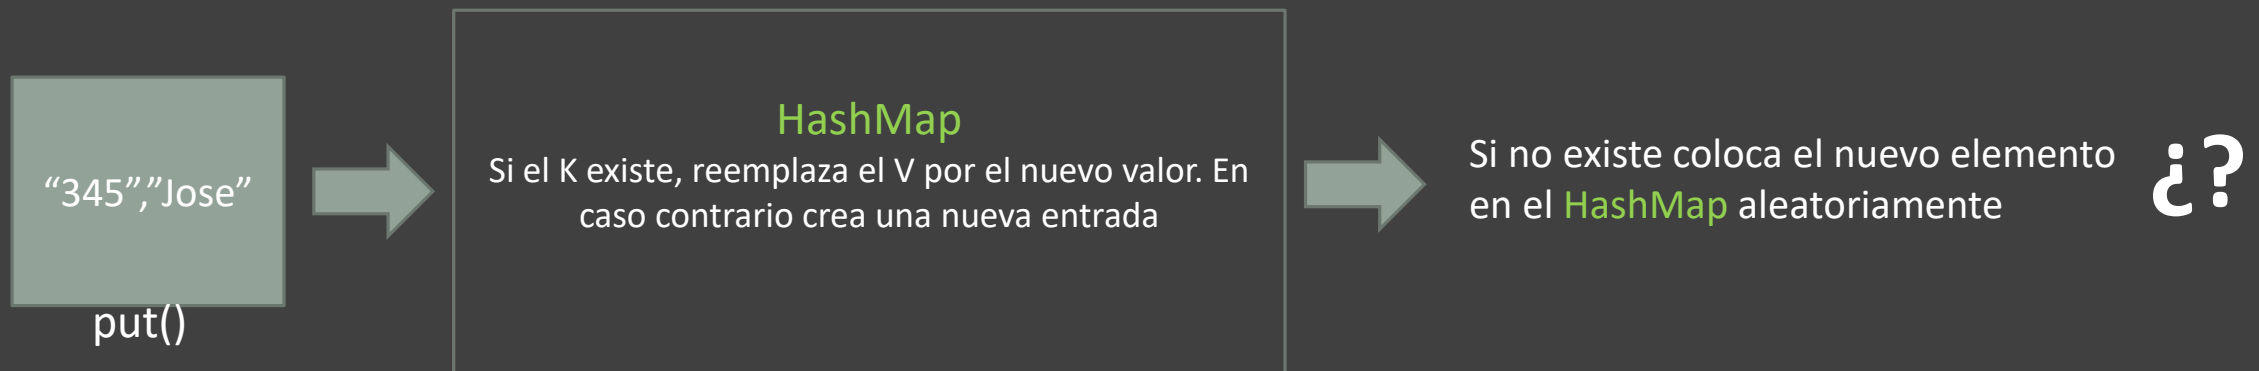 “345”,”Jose”
put()
HashMap
Si el K existe, reemplaza el V por el nuevo valor. En
caso contrario crea una nueva entrada
Si no existe coloca el nuevo elemento
en el HashMap aleatoriamente
¿?